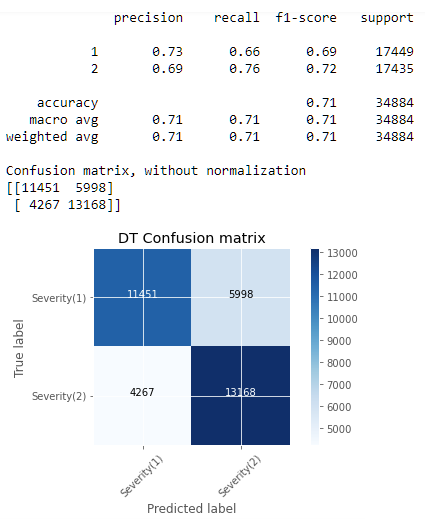 precision recall f1-score support
1 0.73 0.66 0.69 17449
2 0.69 0.76 0.72 17435
accuracy 0.71 34884
macro avg 0.71 0.71 0.71 34884
weighted avg 0.71 0.71 0.71 34884
Confusion matrix, without normalization
[[11451 5998]
[ 4267 13168]]
DT Confusion matrix
True label
Severity(1)
Severity(2)
11451 5998
4267 13168
13000
12000
11000
10000
9000
8000
7000
6000
5000
Severity(1)
Severity(2)
Predicted label